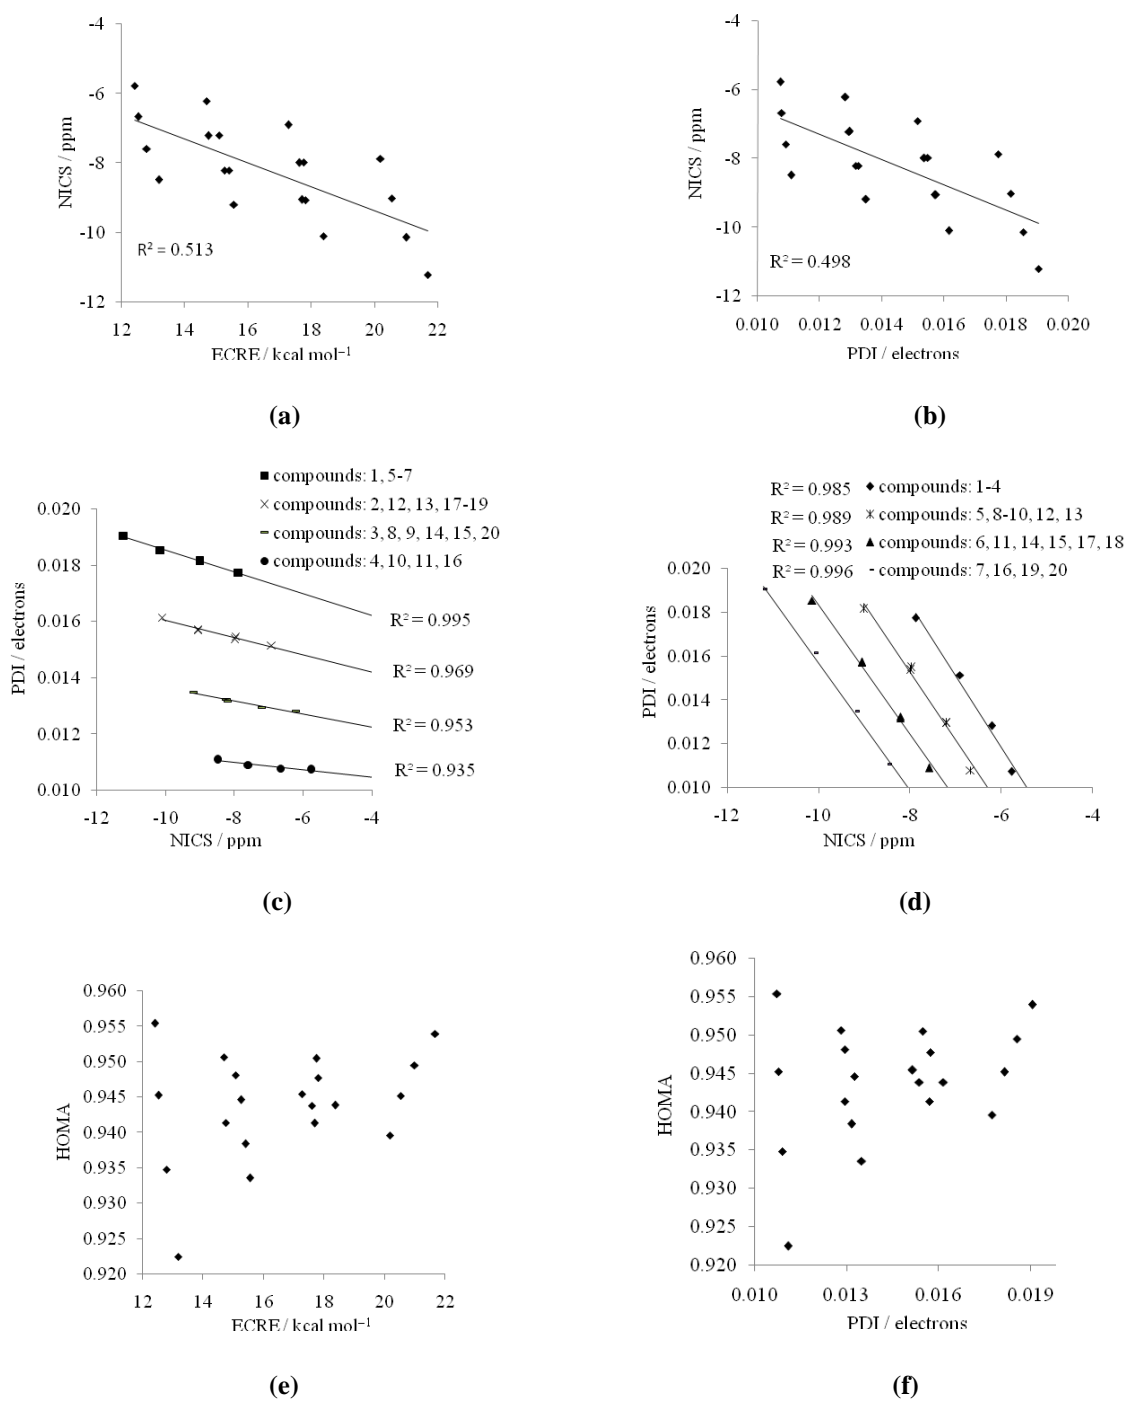 -4
-6
-8
-10
-12
NICS / ppm
R² = 0.513
12 14 16 18 20 22
ECRE / kcal mol⁻¹
(a)
-4
-6
-8
-10
-12
NICS / ppm
R² = 0.498
0.010 0.012 0.014 0.016 0.018 0.020
PDI / electrons
(b)
compounds: 1, 5-7
compounds: 2, 12, 13, 17-19
compounds: 3, 8, 9, 14, 15, 20
compounds: 4, 10, 11, 16
0.020
0.018
0.016
0.014
0.012
0.010
PDI / electrons
R² = 0.995
R² = 0.969
R² = 0.953
R² = 0.935
-12 -10 -8 -6 -4
NICS / ppm
(c)
R² = 0.985 compounds: 1-4
R² = 0.989 compounds: 5, 8-10, 12, 13
R² = 0.993 compounds: 6, 11, 14, 15, 17, 18
R² = 0.996 compounds: 7, 16, 19, 20
0.020
0.018
0.016
0.014
0.012
0.010
PDI / electrons
-12 -10 -8 -6 -4
NICS / ppm
(d)
0.960
0.955
0.950
0.945
0.940
0.935
0.930
0.925
0.920
HOMA
12 14 16 18 20 22
ECRE / kcal mol⁻¹
(e)
0.960
0.955
0.950
0.945
0.940
0.935
0.930
0.925
0.920
HOMA
0.010 0.013 0.016 0.019
PDI / electrons
(f)